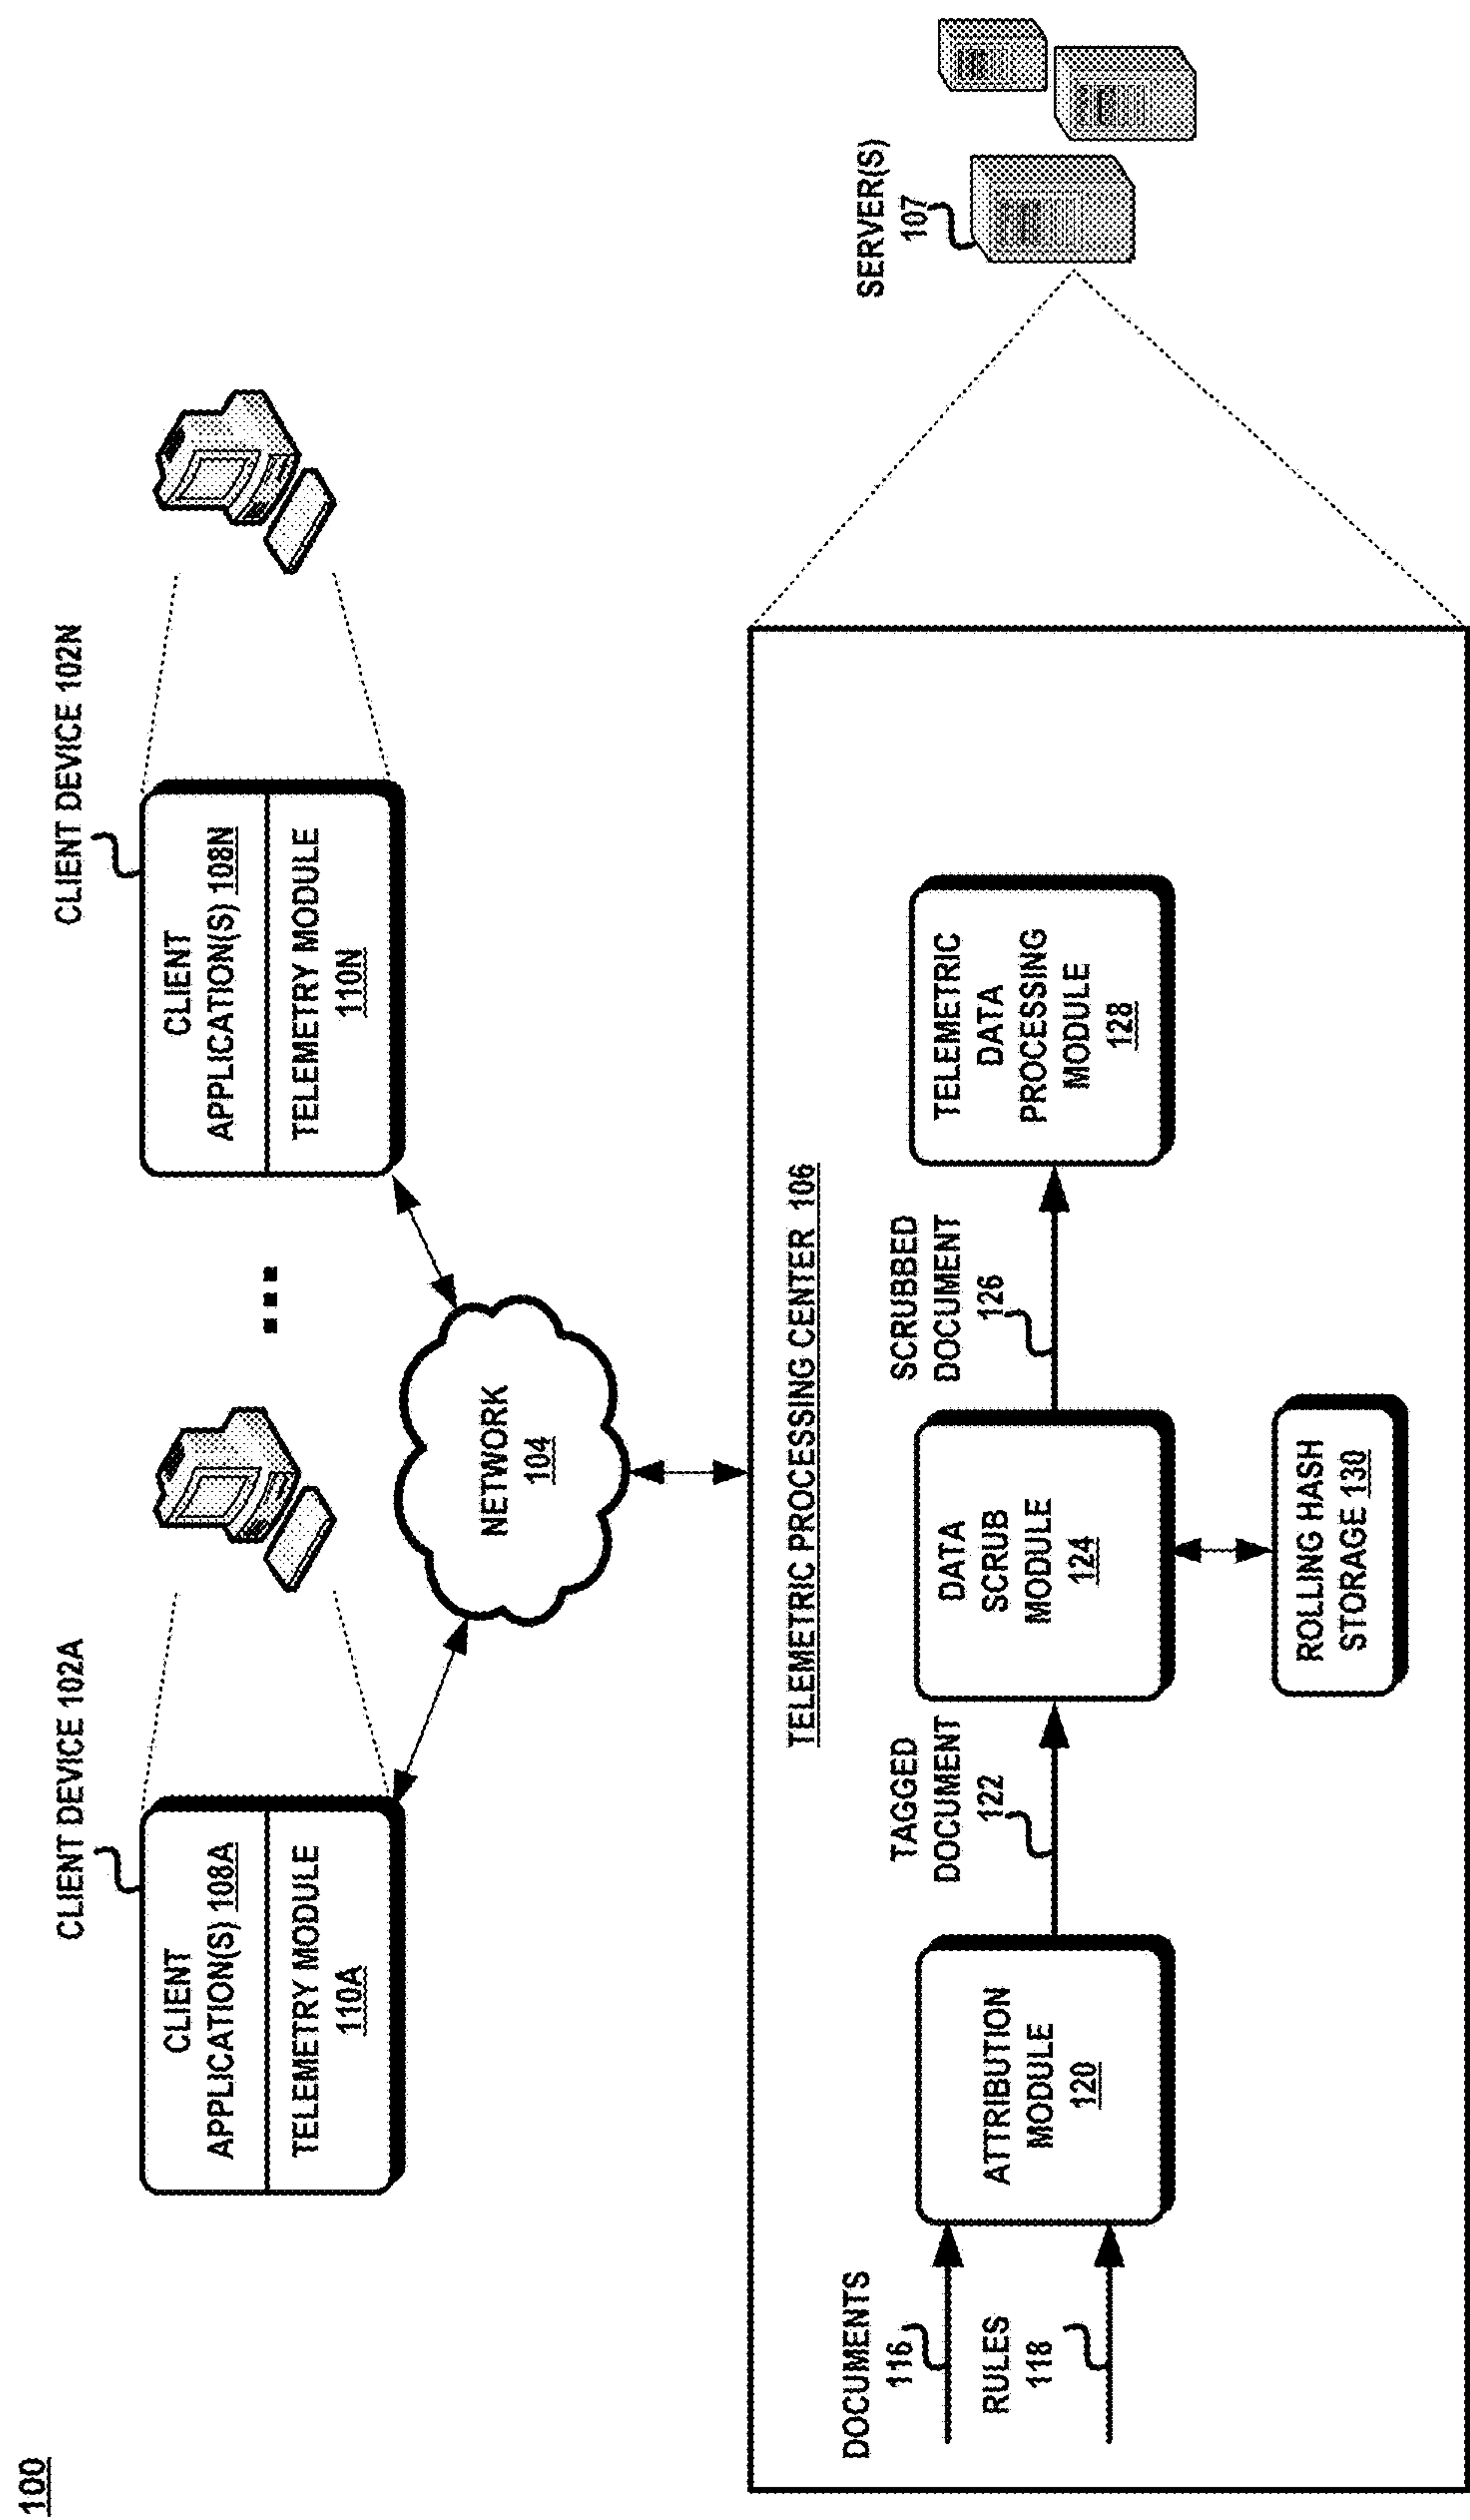 100
CLIENT DEVICE 102A
CLIENT
APPLICATION(S) 108A
TELEMETRY MODULE
110A
...
CLIENT DEVICE 102N
CLIENT
APPLICATION(S) 108N
TELEMETRY MODULE
110N
NETWORK
104
SERVER(S)
107
TELEMETRIC PROCESSING CENTER 106
DOCUMENTS
116
RULES
118
ATTRIBUTION
MODULE
120
TAGGED
DOCUMENT
122
DATA
SCRUB
MODULE
124
SCRUBBED
DOCUMENT
126
TELEMETRIC
DATA
PROCESSING
MODULE
128
ROLLING HASH
STORAGE 130